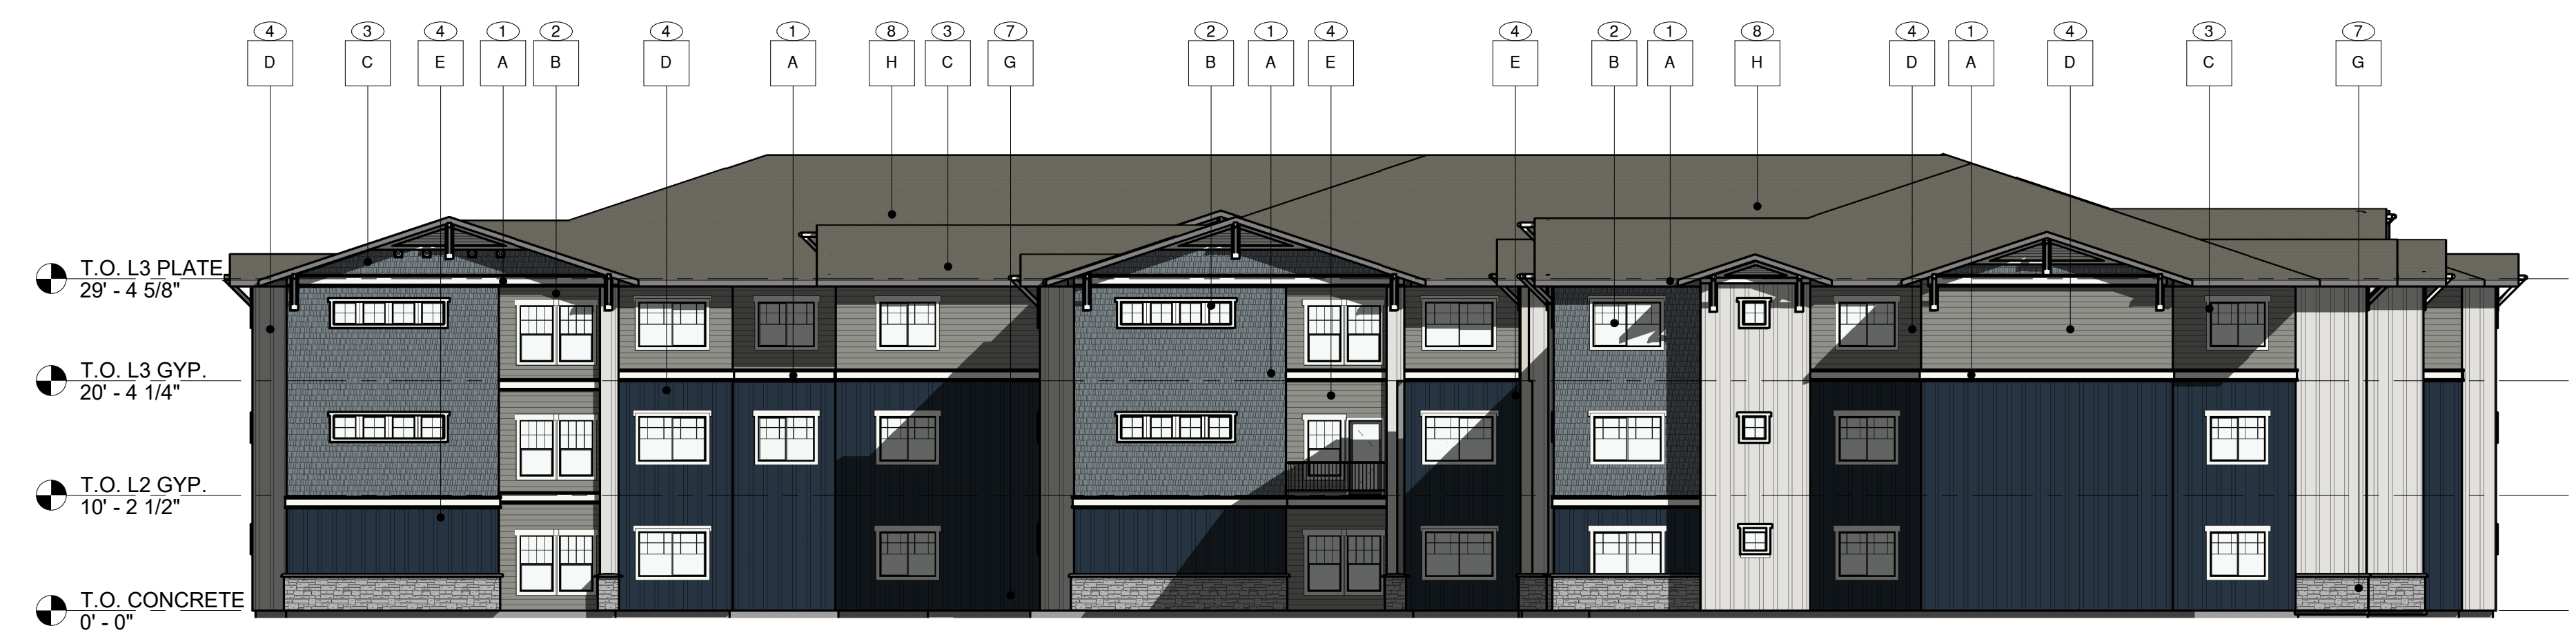 4 3 4 1 2 4 1 8 3 7 2 1 4 4 2 1 8 4 1 4 3 7
D C E A B D A H C G B A E E B A H D A D C G
T.O. L3 PLATE
29' - 4 5/8"
T.O. L3 GYP.
20' - 4 1/4"
T.O. L2 GYP.
10' - 2 1/2"
T.O. CONCRETE
0' - 0"